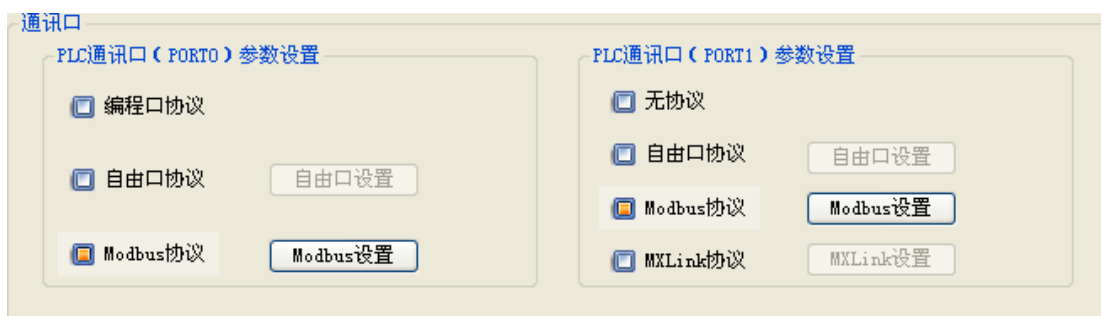 通讯口
PLC通讯口(PORT0)参数设置
编程口协议
自由口协议 自由口设置
Modbus协议 Modbus设置
PLC通讯口(PORT1)参数设置
无协议
自由口协议 自由口设置
Modbus协议 Modbus设置
MXLink协议 MXLink设置